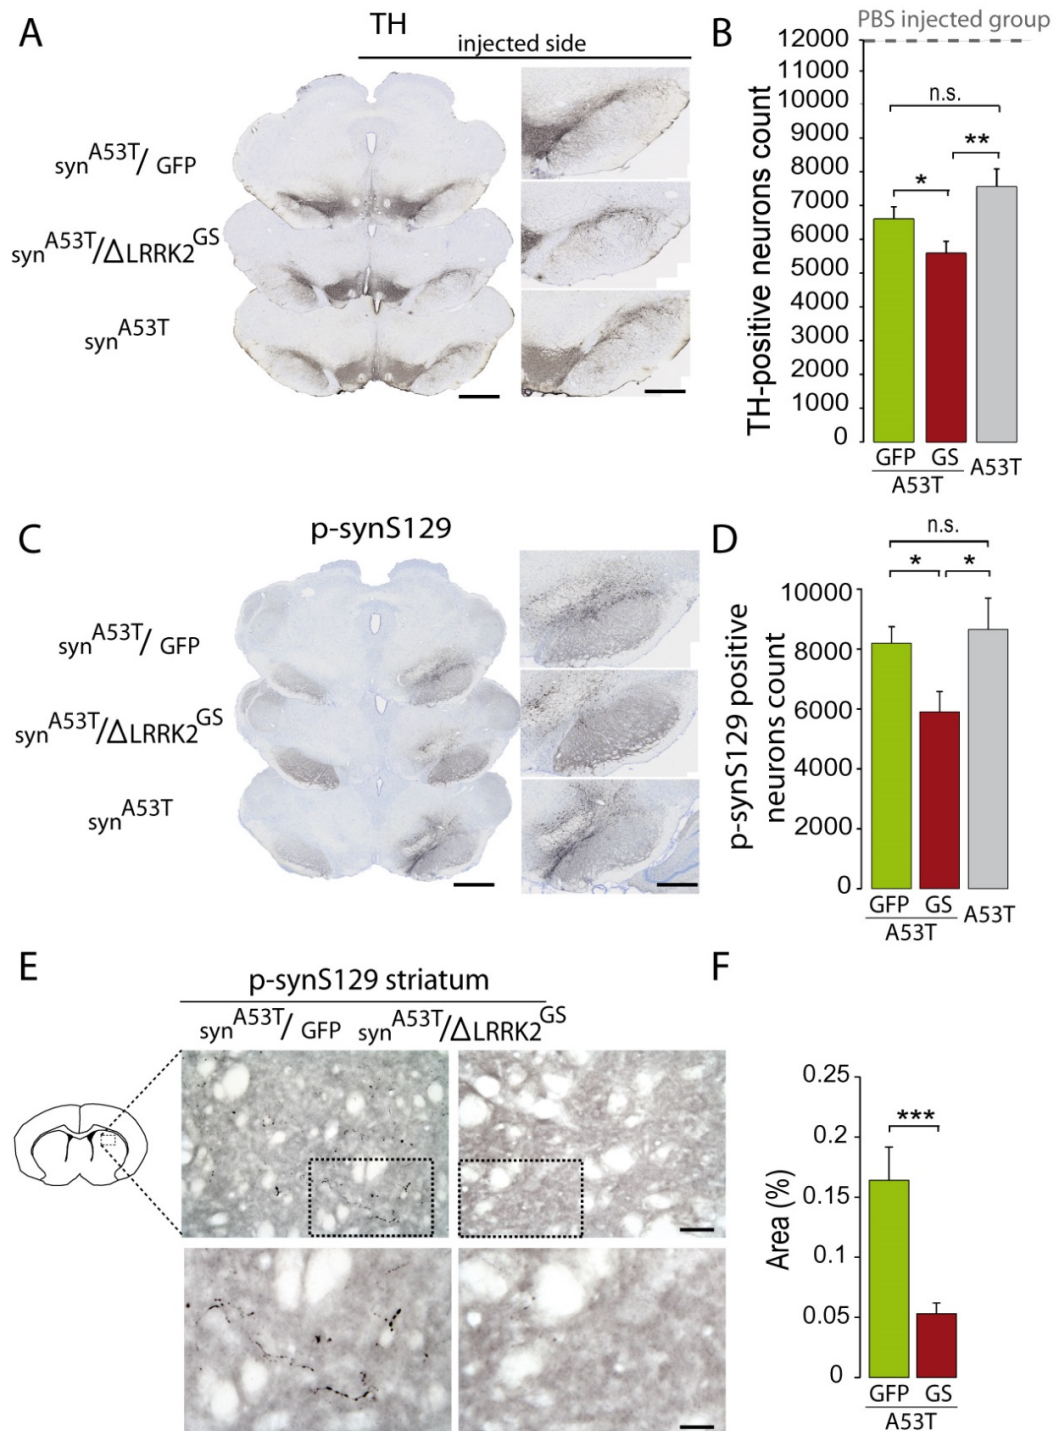 A
TH
injected side
syn^A53T/ GFP
syn^A53T/ΔLRRK2^GS
syn^A53T
B
PBS injected group
TH-positive neurons count
12000
11000
10000
9000
8000
7000
6000
5000
4000
3000
2000
1000
0
n.s.
**
*
GFP GS A53T
A53T
C
p-synS129
syn^A53T/ GFP
syn^A53T/ΔLRRK2^GS
syn^A53T
D
n.s.
* *
p-synS129 positive
neurons count
10000
8000
6000
4000
2000
0
GFP GS A53T
A53T
E
p-synS129 striatum
syn^A53T/ GFP syn^A53T/ΔLRRK2^GS
F
Area (%)
0.25
0.2
0.15
0.1
0.05
0
***
GFP GS
A53T